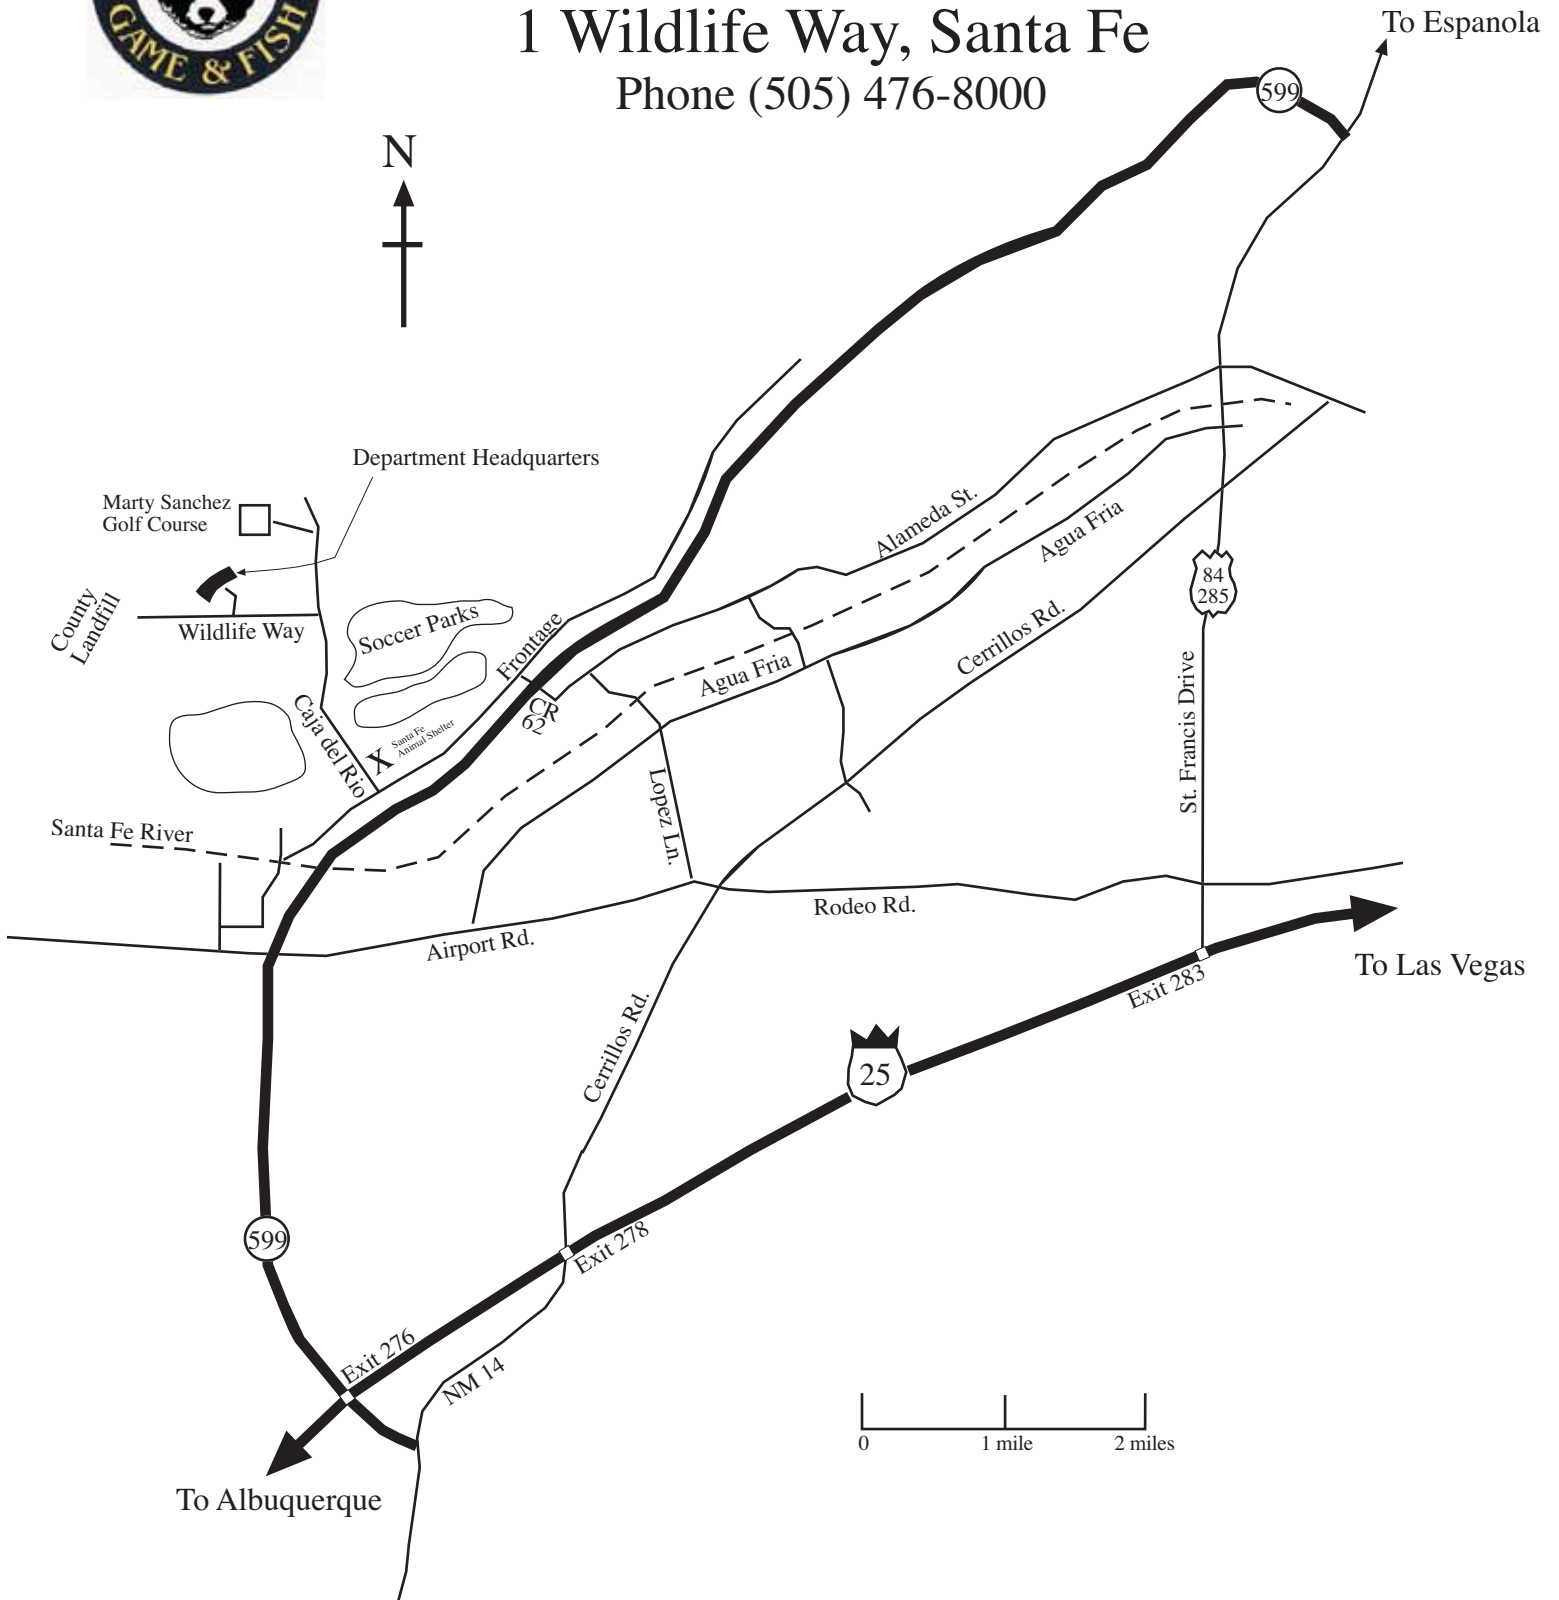 GAME & FISH
1 Wildlife Way, Santa Fe
Phone (505) 476-8000
To Espanola
599
N
Department Headquarters
Marty Sanchez
Golf Course
Alameda St.
Agua Fria
84
285
County
Landfill
Wildlife Way
Soccer Parks
Frontage
Cerrillos Rd.
Agua Fria
CR
62
Caja del Rio
X
Santa Fe
Animal Shelter
St. Francis Drive
Lopez Ln.
Santa Fe River
Rodeo Rd.
Airport Rd.
To Las Vegas
Exit 283
Cerrillos Rd.
25
599
Exit 278
Exit 276
NM 14
0 1 mile 2 miles
To Albuquerque